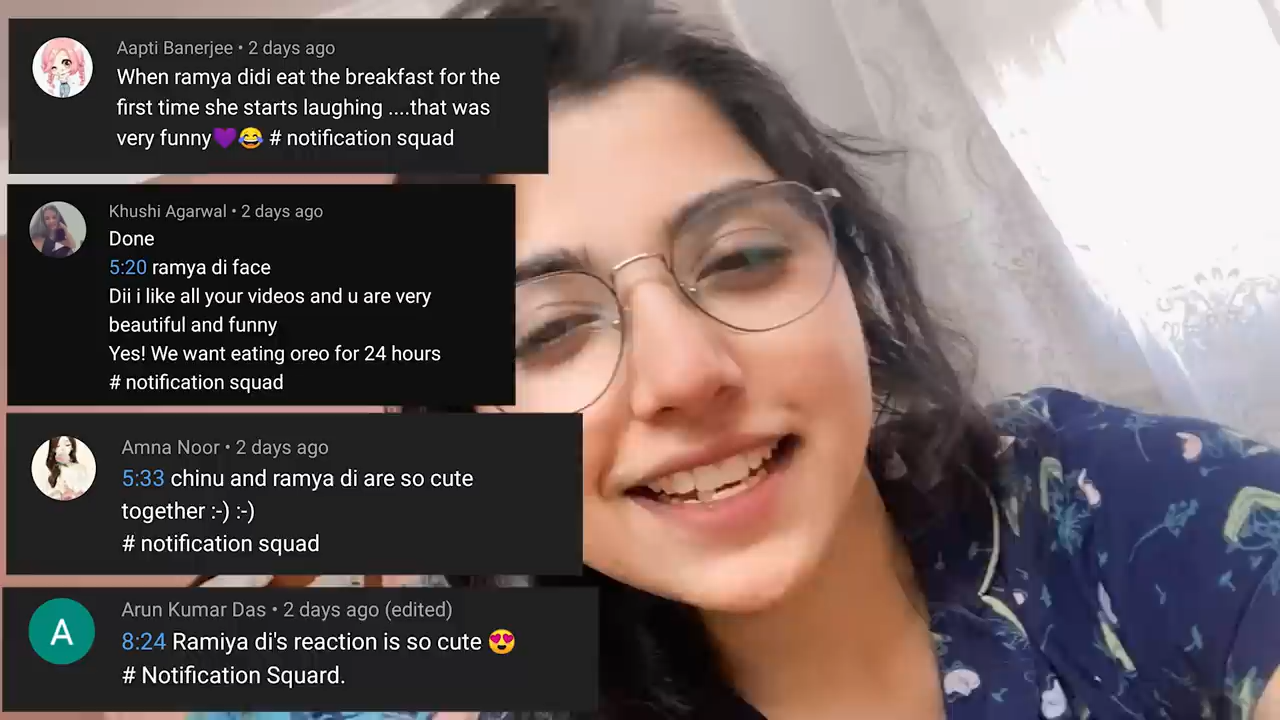 Aapti Banerjee • 2 days ago
When ramya didi eat the breakfast for the
first time she starts laughing ....that was
very funny💜😂 # notification squad
Khushi Agarwal • 2 days ago
Done
5:20 ramya di face
Dii i like all your videos and u are very
beautiful and funny
Yes! We want eating oreo for 24 hours
# notification squad
Amna Noor • 2 days ago
5:33 chinu and ramya di are so cute
together :-) :-)
# notification squad
A
Arun Kumar Das • 2 days ago (edited)
8:24 Ramiya di's reaction is so cute 😍
# Notification Squard.